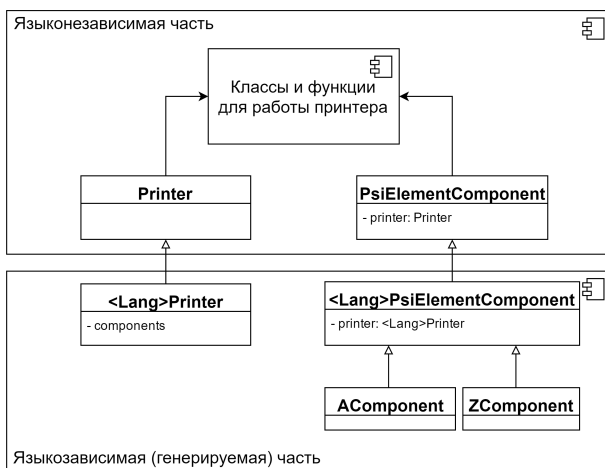 Языконезависимая часть
Классы и функции
для работы принтера
Printer
PsiElementComponent
- printer: Printer
<Lang>Printer
- components
<Lang>PsiElementComponent
- printer: <Lang>Printer
AComponent
ZComponent
Языкозависимая (генерируемая) часть